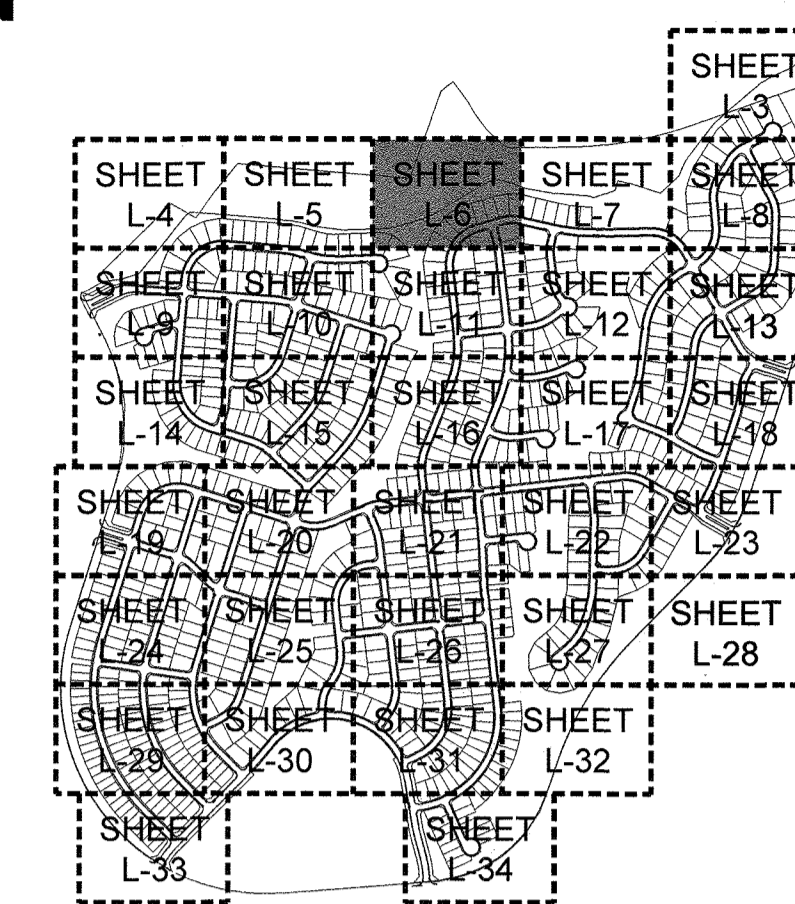 SHEET
L-3
SHEET
L-4
SHEET
L-5
SHEET
L-6
SHEET
L-7
SHEET
L-8
SHEET
L-9
SHEET
L-10
SHEET
L-11
SHEET
L-12
SHEET
L-13
SHEET
L-14
SHEET
L-15
SHEET
L-16
SHEET
L-17
SHEET
L-18
SHEET
L-19
SHEET
L-20
SHEET
L-21
SHEET
L-22
SHEET
L-23
SHEET
L-24
SHEET
L-25
SHEET
L-26
SHEET
L-27
SHEET
L-28
SHEET
L-29
SHEET
L-30
SHEET
L-31
SHEET
L-32
SHEET
L-33
SHEET
L-34